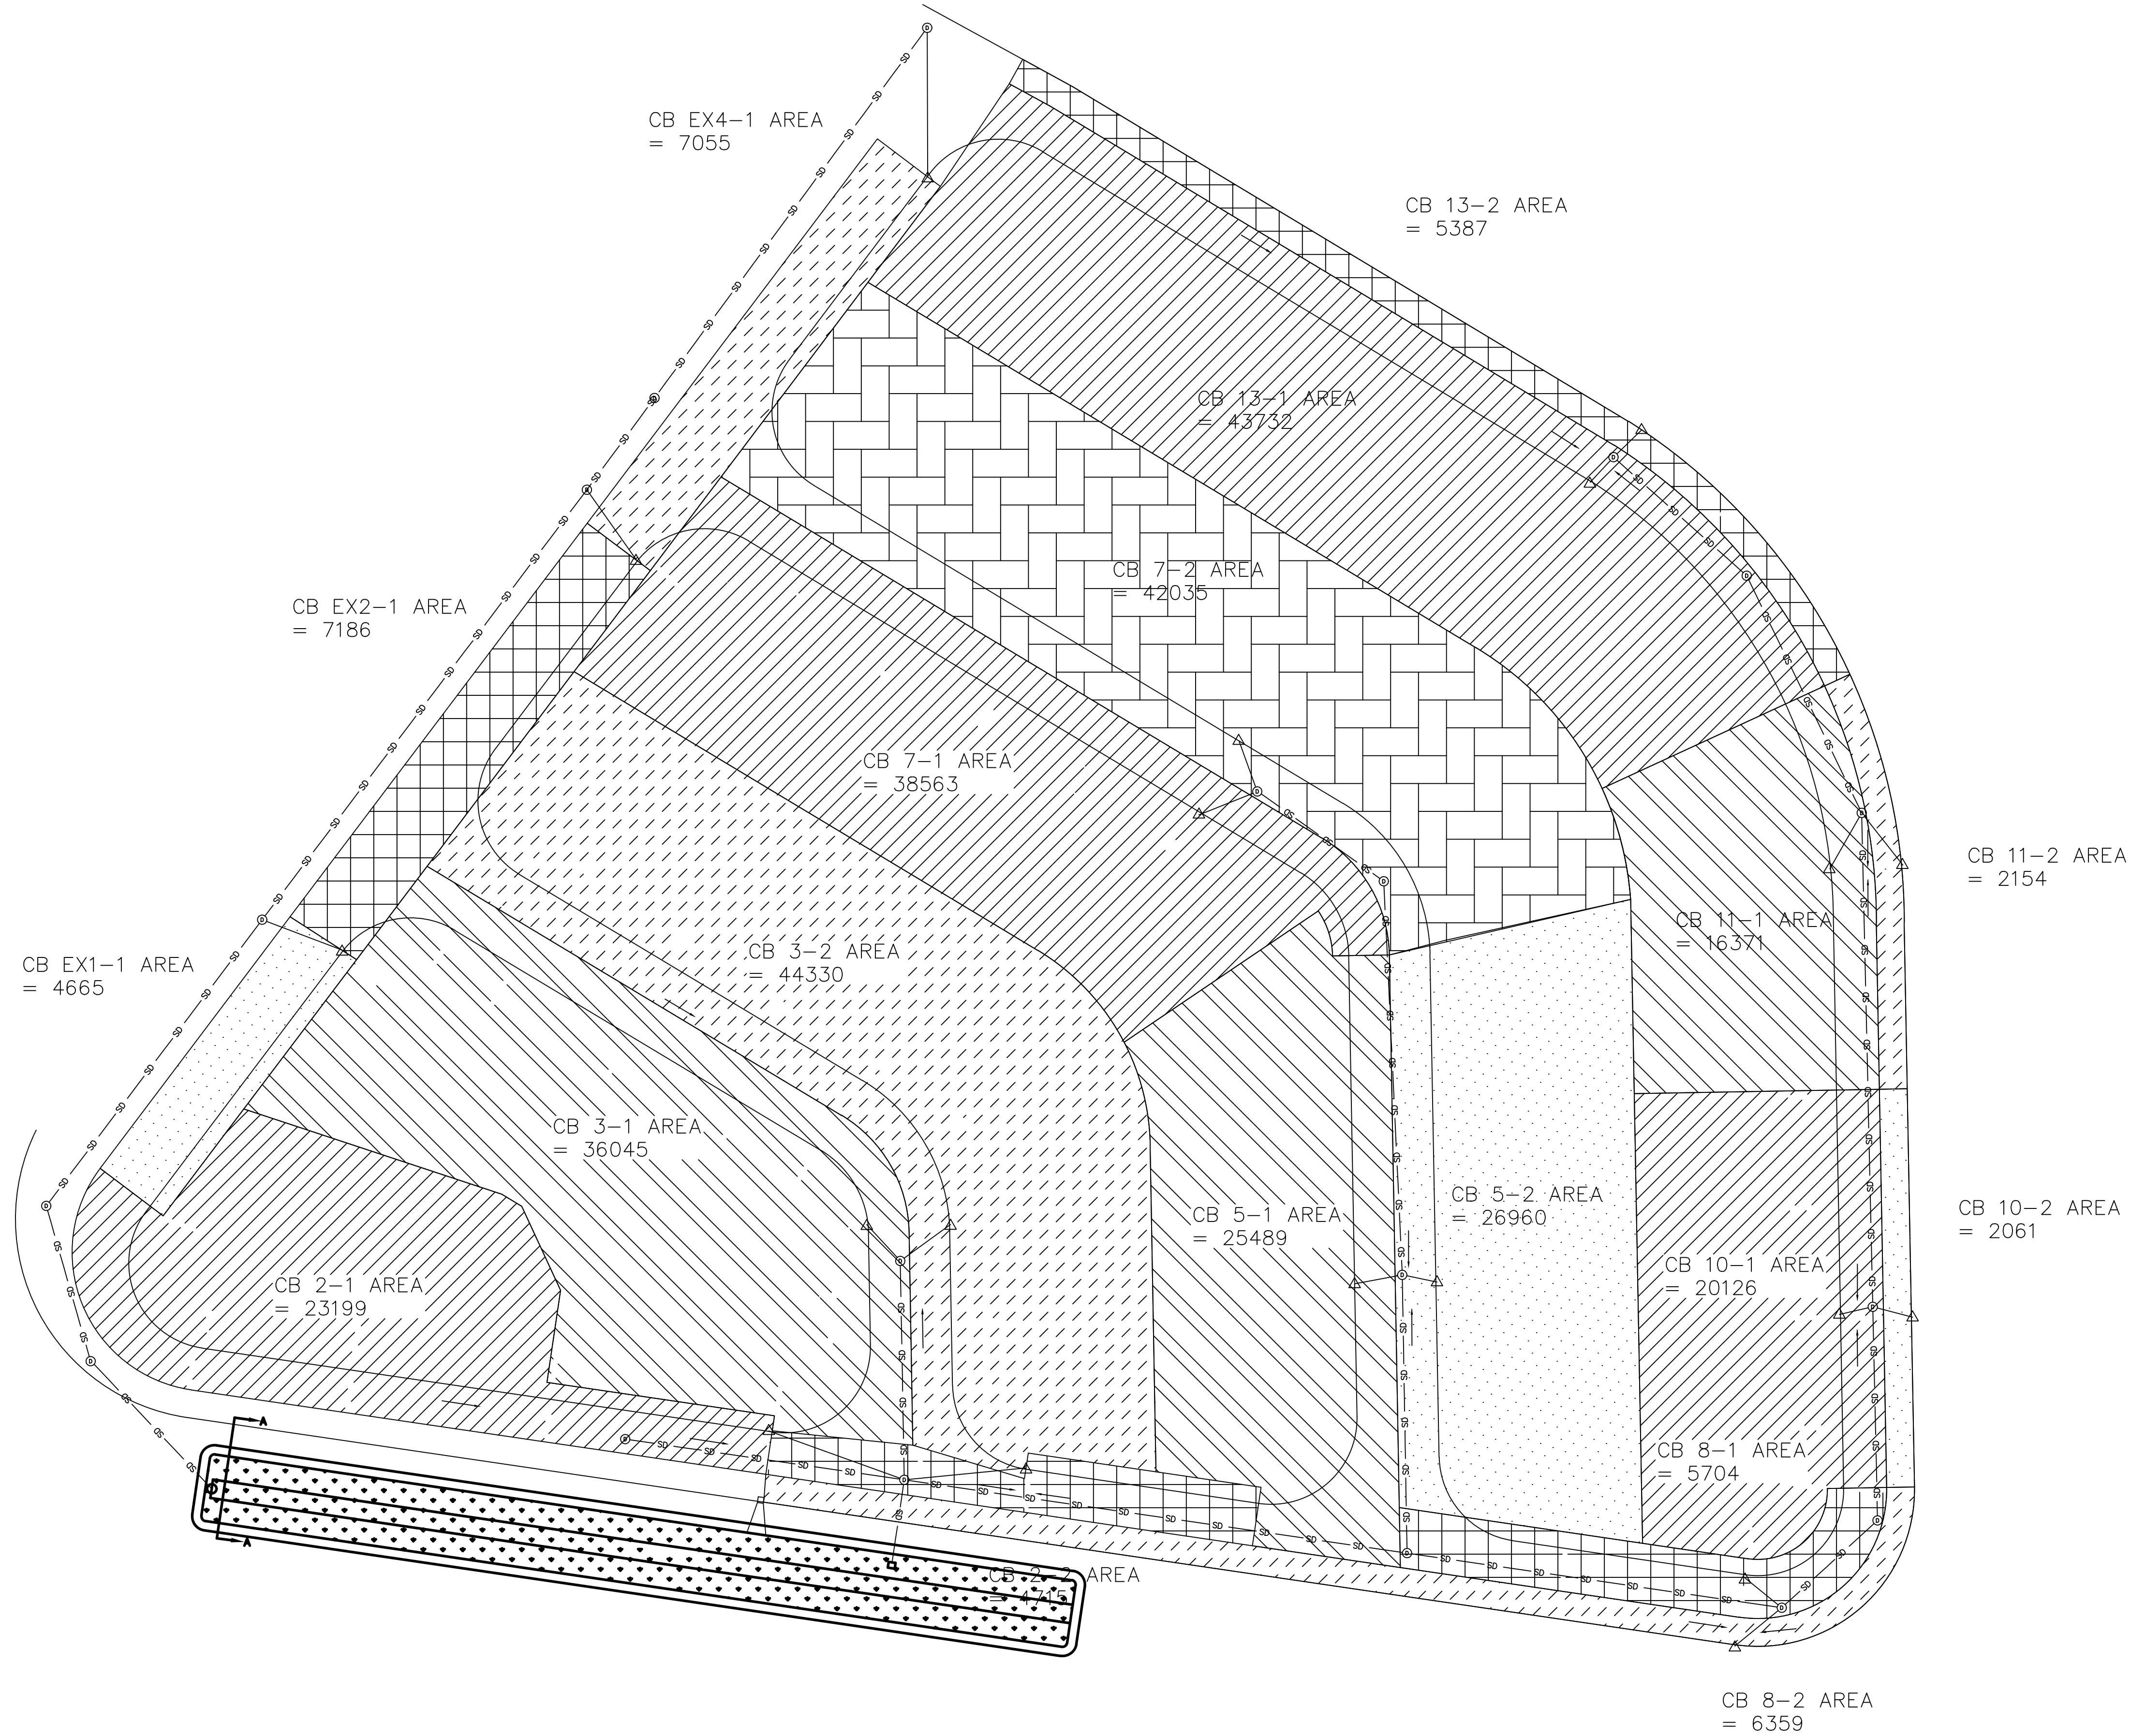 CB EX4-1 AREA
= 7055
CB 13-2 AREA
= 5387
CB 13-1 AREA
= 43732
CB 7-2 AREA
= 42035
CB EX2-1 AREA
= 7186
CB 7-1 AREA
= 38563
CB 11-2 AREA
= 2154
CB 11-1 AREA
= 16371
CB 3-2 AREA
= 44330
CB EX1-1 AREA
= 4665
CB 3-1 AREA
= 36045
CB 5-2 AREA
= 26960
CB 5-1 AREA
= 25489
CB 10-2 AREA
= 2061
CB 10-1 AREA
= 20126
CB 2-1 AREA
= 23199
A
A
CB 8-1 AREA
= 5704
CB 2-2 AREA
= 4715
CB 8-2 AREA
= 6359